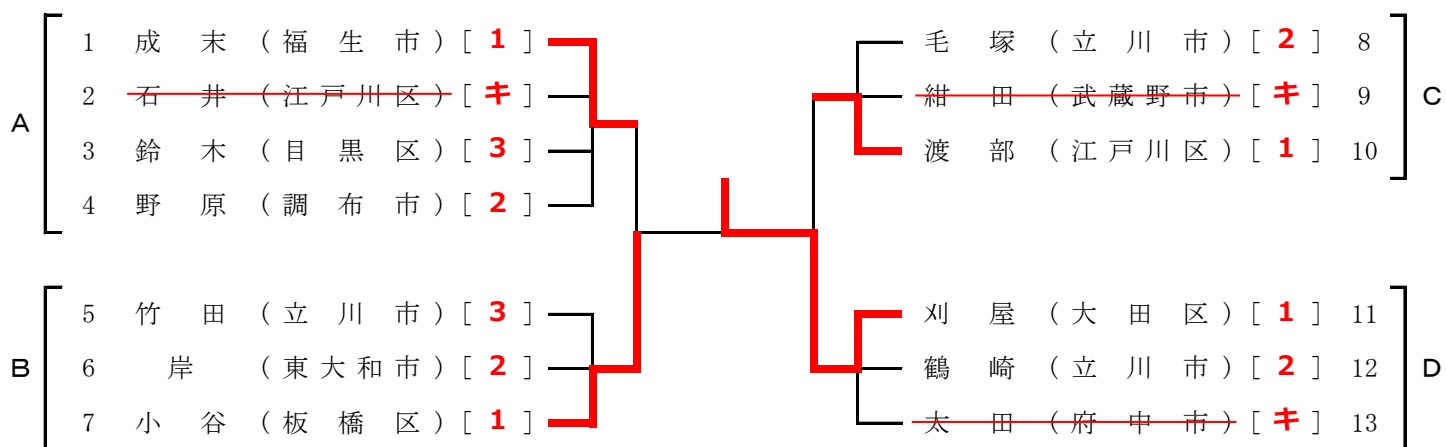 A
1 成末 (福生市) [ 1 ]
2 石井 (江戸川区) [ キ ]
3 鈴木 (目黒区) [ 3 ]
4 野原 (調布市) [ 2 ]
B
5 竹田 (立川市) [ 3 ]
6 岸 (東大和市) [ 2 ]
7 小谷 (板橋区) [ 1 ]
C
毛塚 (立川市) [ 2 ] 8
紺田 (武蔵野市) [ キ ] 9
渡部 (江戸川区) [ 1 ] 10
D
刈屋 (大田区) [ 1 ] 11
鶴崎 (立川市) [ 2 ] 12
太田 (府中市) [ キ ] 13